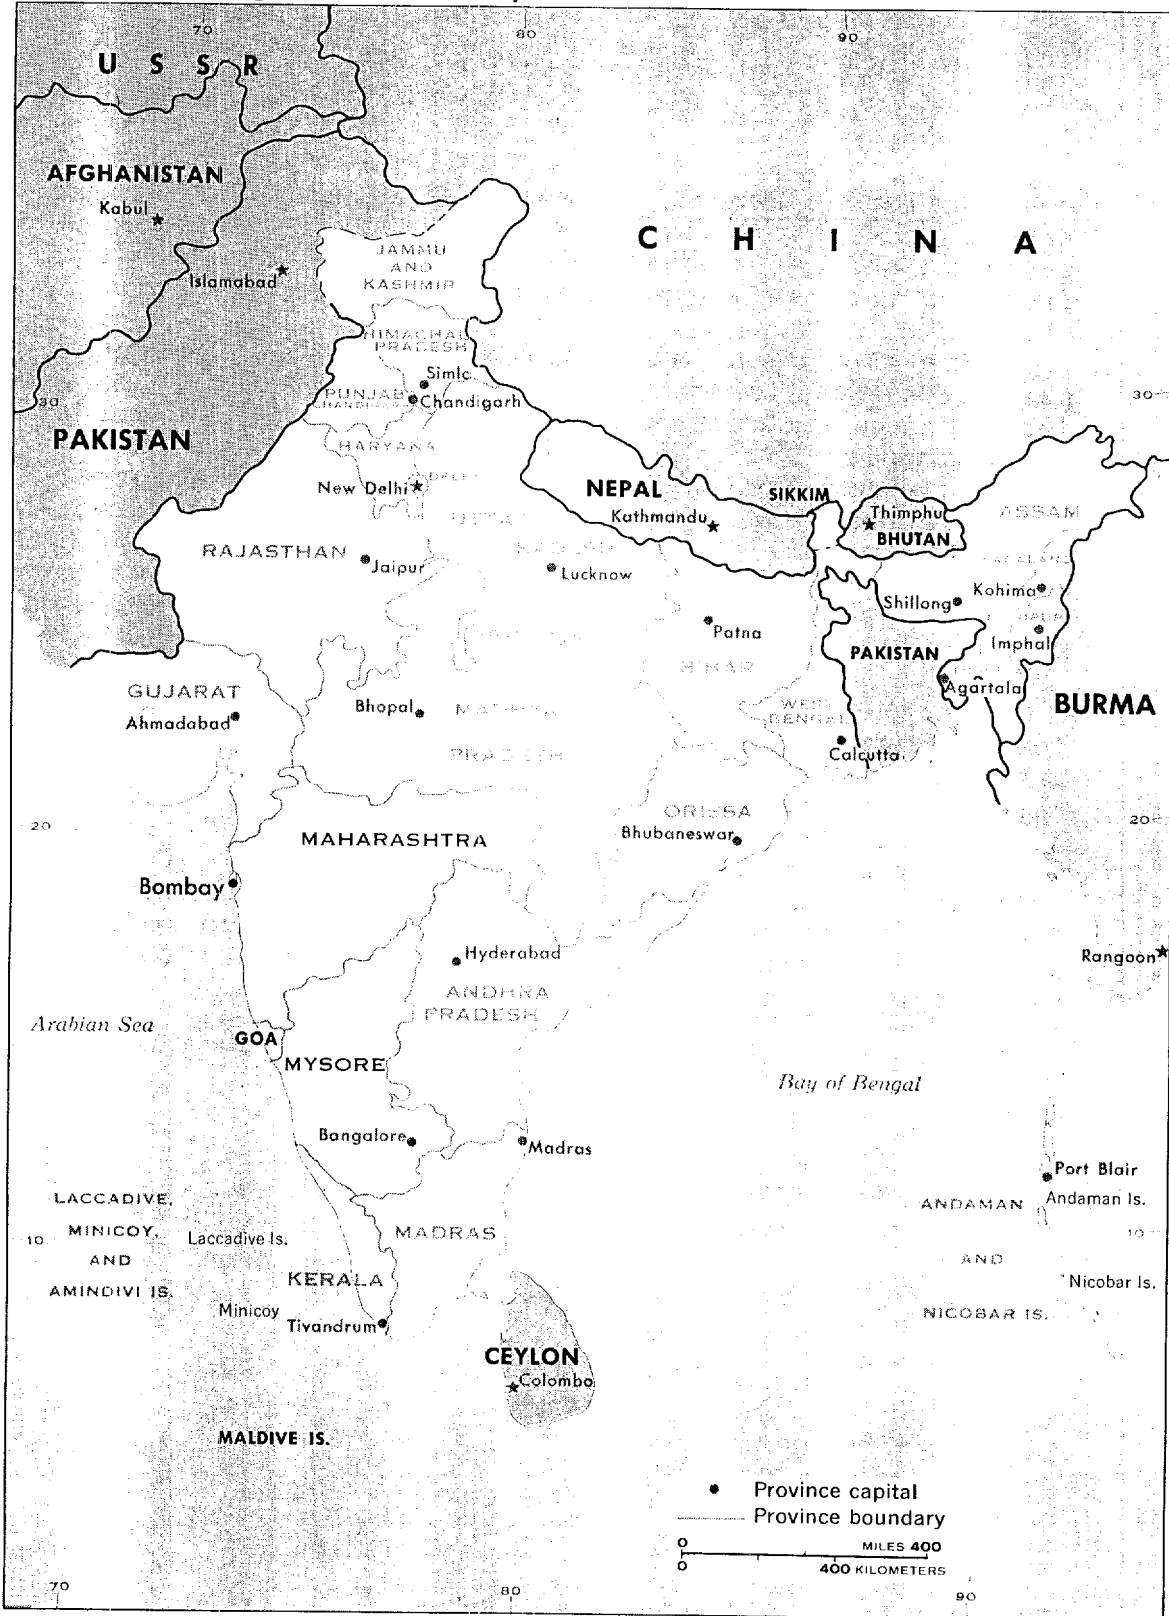 70
80
90
U S S R
AFGHANISTAN
Kabul
C H I N A
JAMMU
AND
KASHMIR
Islamabad
HIMACHAL
PRADESH
Simlc
PUNJAB
Chandigarh
30
30
PAKISTAN
HARYANA
New Delhi
NEPAL
Kathmandu
SIKKIM
Thimphu
BHUTAN
ASSAM
RAJASTHAN
Jaipur
Lucknow
Shillong
Kohima
Patna
Imphal
PAKISTAN
BIHAR
GUJARAT
Ahmadabad
Bhopal
Agartala
BURMA
WEST
BENGAL
PRADESH
Calcutta
ORISSA
20
20
MAHARASHTRA
Bhubaneswar
Bombay
Hyderabad
Rangoon
ANDHRA
PRADESH
Arabian Sea
GOA
MYSORE
Bay of Bengal
Bangalore
Madras
Port Blair
LACCADIVE,
MINICOY,
AND
AMINDIVI IS.
Andaman Is.
ANDAMAN
AND
NICOBAR IS.
10
Laccadive Is.
MADRAS
10
KERALA
Nicobar Is.
Minicoy
Tivandrum
CEYLON
Colombo
MALDIVE IS.
Province capital
Province boundary
0 MILES 400
0 400 KILOMETERS
70
80
90